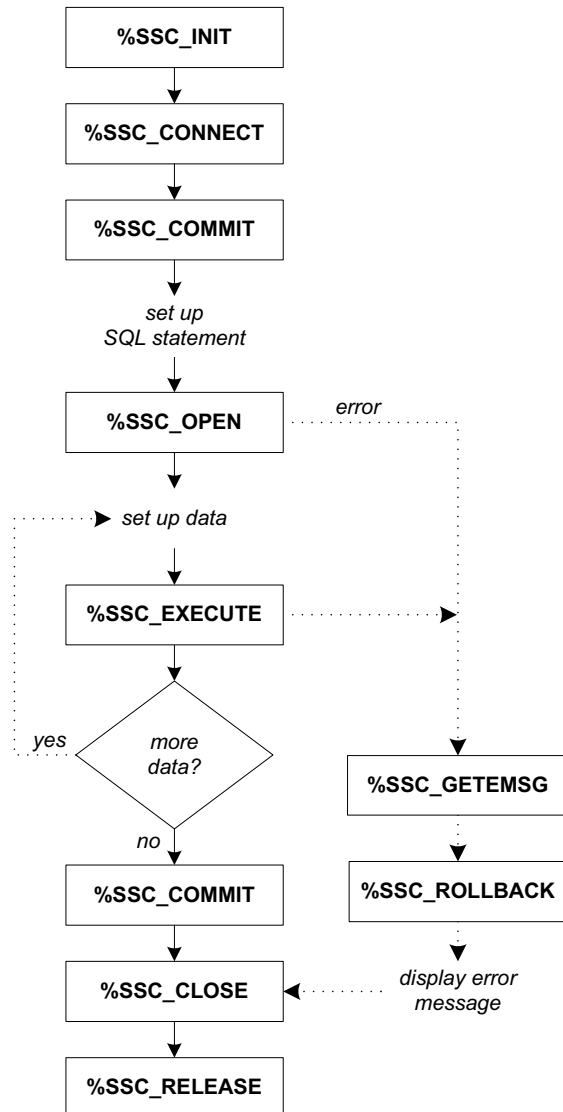 %SSC_INIT
%SSC_CONNECT
%SSC_COMMIT
set up
SQL statement
%SSC_OPEN
error
set up data
%SSC_EXECUTE
yes
more
data?
no
%SSC_GETEMSG
%SSC_COMMIT
%SSC_ROLLBACK
%SSC_CLOSE
display error
message
%SSC_RELEASE